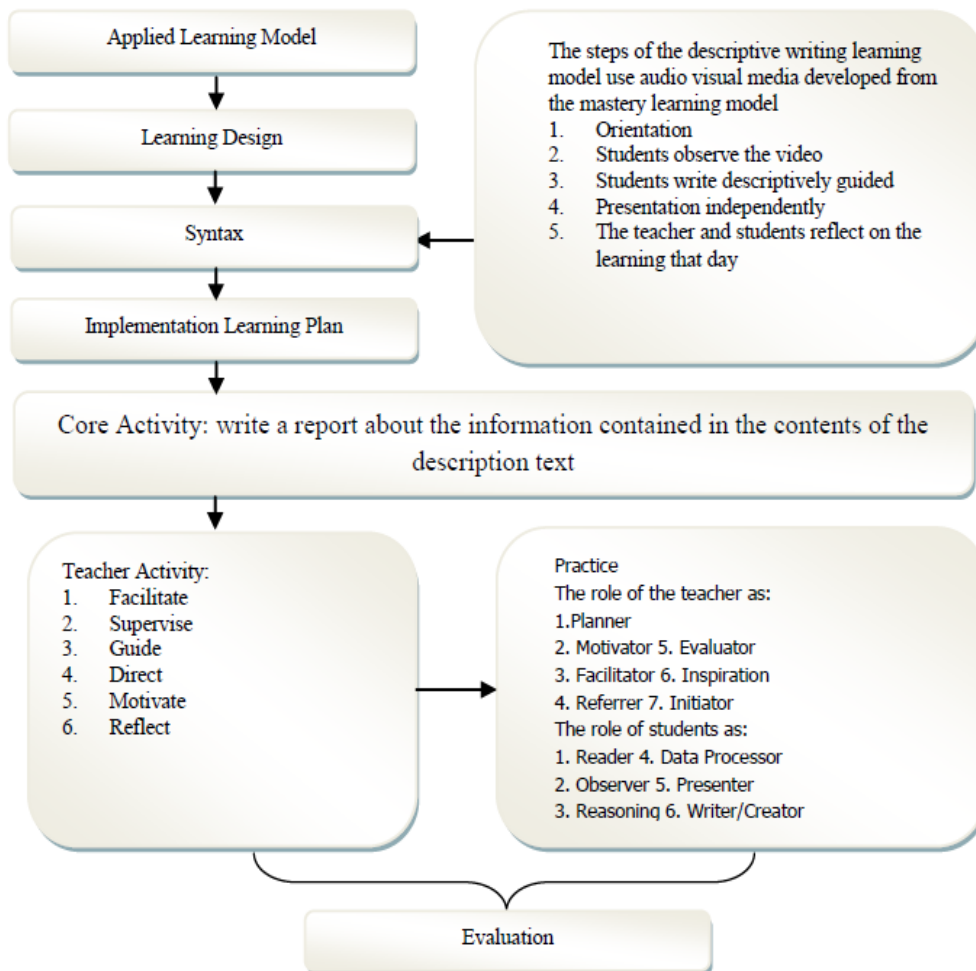 Applied Learning Model
Learning Design
Syntax
Implementation Learning Plan
The steps of the descriptive writing learning
model use audio visual media developed from
the mastery learning model
1. Orientation
2. Students observe the video
3. Students write descriptively guided
4. Presentation independently
5. The teacher and students reflect on the
learning that day
Core Activity: write a report about the information contained in the contents of the
description text
Teacher Activity:
1. Facilitate
2. Supervise
3. Guide
4. Direct
5. Motivate
6. Reflect
Practice
The role of the teacher as:
1.Planner
2. Motivator 5. Evaluator
3. Facilitator 6. Inspiration
4. Referrer 7. Initiator
The role of students as:
1. Reader 4. Data Processor
2. Observer 5. Presenter
3. Reasoning 6. Writer/Creator
Evaluation